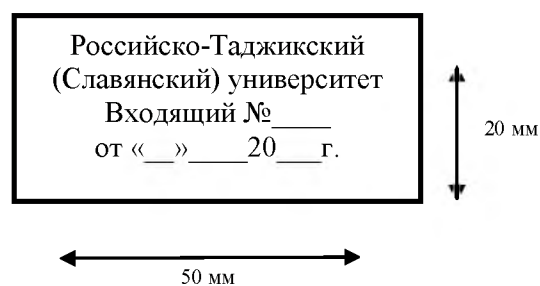 Российско-Таджикский
(Славянский) университет
Входящий №____
от «__»____20___г.
20 мм
50 мм